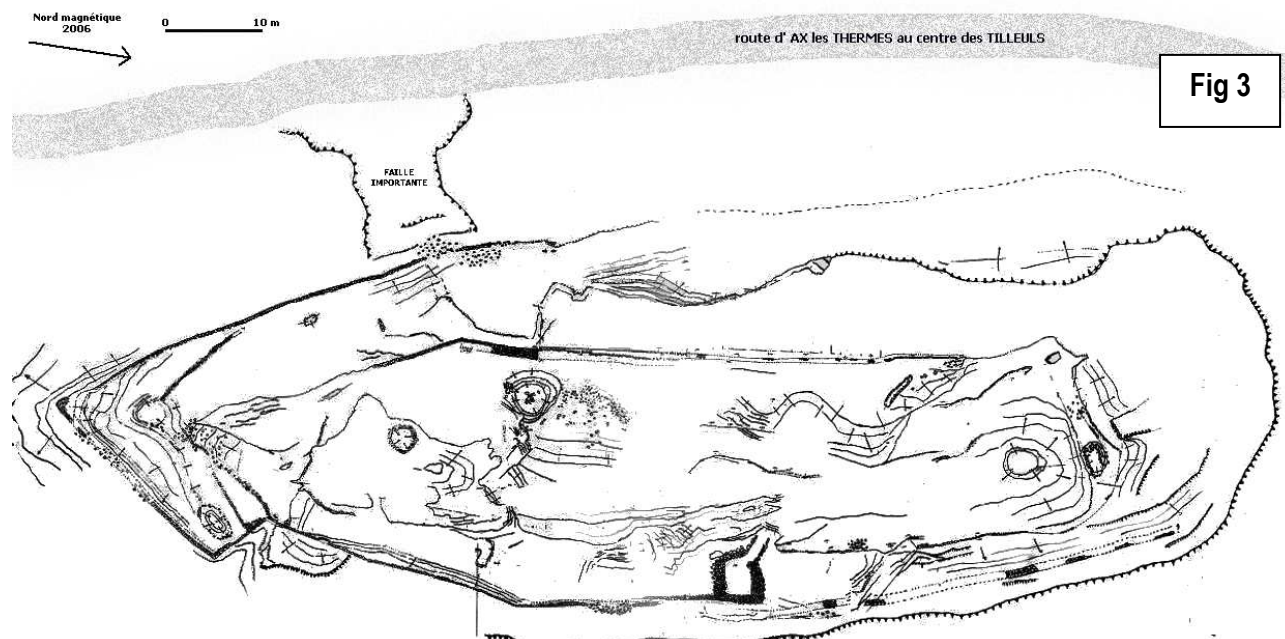 Nord magnétique
2006
0 10 m
route d' AX les THERMES au centre des TILLEULS
Fig 3
FAILLE
IMPORTANTE